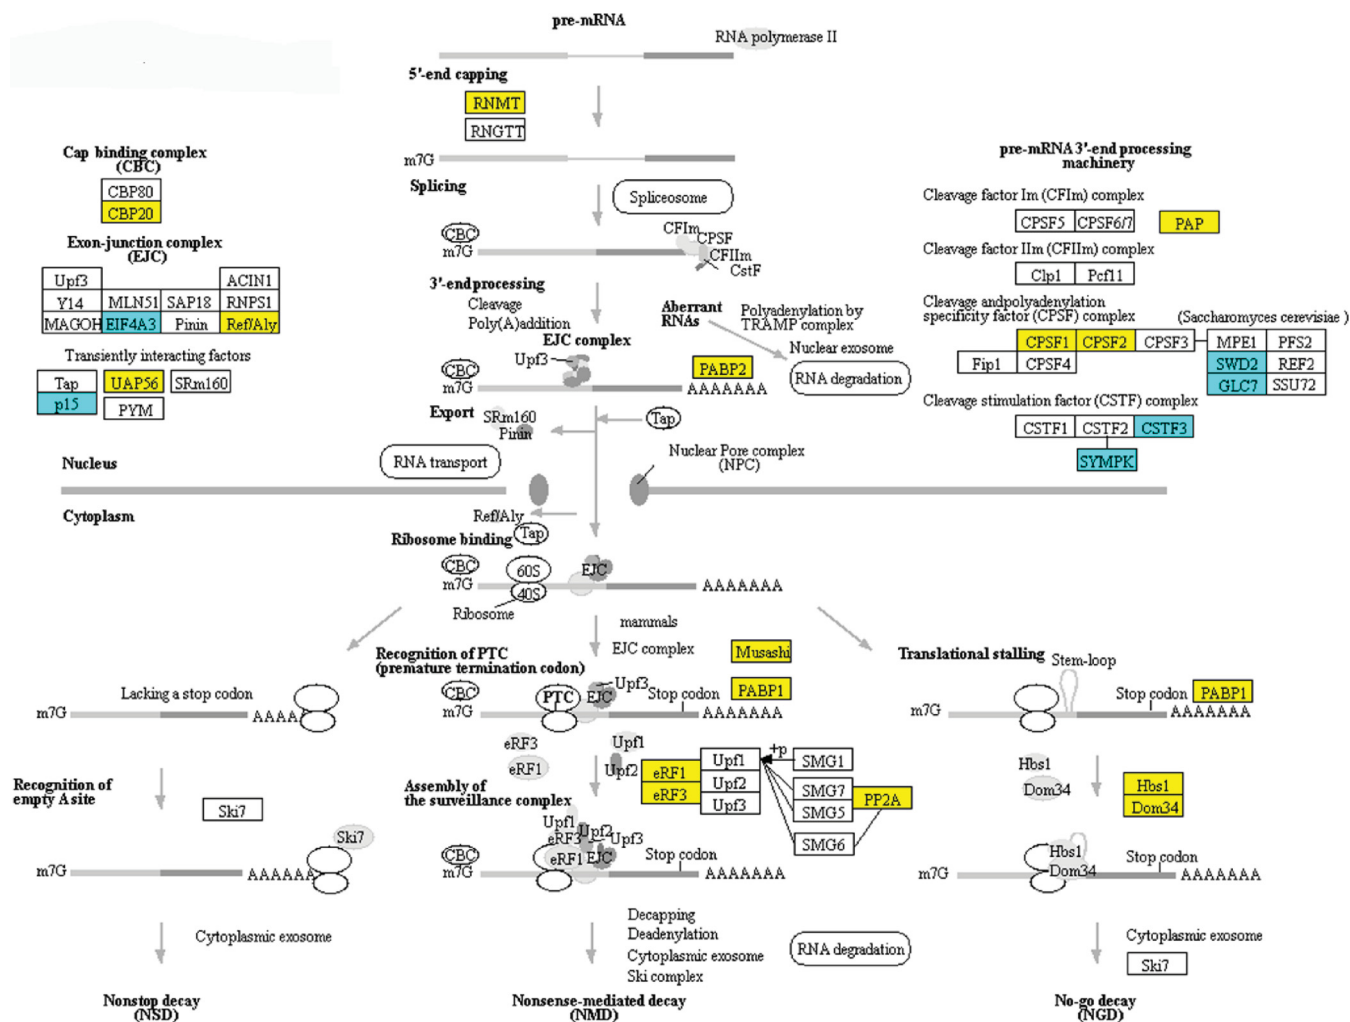 pre-mRNA
RNA polymerase II
5'-end capping
RNMT
RNGTT
m7G
Splicing
Spliceosome
CBC
m7G
CFIm
CPSF
CFIIm
CstF
3'-end processing
Cleavage
Poly(A)addition
Aberrant
RNAs
Polyadenylation by
TRAMP complex
Nuclear exosome
RNA degradation
EJC complex
Upf3
CBC
m7G
PABP2
AAAAAAA
Export
SRm160
Pinin
Tap
RNA transport
Nuclear Pore complex
(NPC)
Cap binding complex
(CBC)
CBP80
CBP20
Exon-junction complex
(EJC)
Upf3 ACIN1
Y14 MLN51 SAP18 RNPS1
MAGOH EIF4A3 Pinin Ref/Aly
Transiently interacting factors
Tap UAP56 SRm160
p15 PYM
pre-mRNA 3'-end processing
machinery
Cleavage factor Im (CFIm) complex
CPSF5 CPSF6/7 PAP
Cleavage factor IIm (CFIIm) complex
Clp1 Pcf11
Cleavage andpolyadenylation
specificity factor (CPSF) complex
(Saccharomyces cerevisiae )
CPSF1 CPSF2 CPSF3 MPE1 PFS2
Fip1 CPSF4 SWD2 REF2
GLC7 SSU72
Cleavage stimulation factor (CSTF) complex
CSTF1 CSTF2 CSTF3
SYMPK
Nucleus
Cytoplasm
Ref/Aly
Tap
Ribosome binding
CBC
m7G
60S
40S
EJC
AAAAAAA
Ribosome
mammals
EJC complex
Musashi
Recognition of PTC
(premature termination codon)
CBC
m7G
PTC
EJC
Upf3
Stop codon
PABP1
AAAAAAA
eRF3
eRF1
Upf1
Upf2
eRF1
eRF3
Upf1
Upf2
Upf3
+p
SMG1
SMG7
SMG5
SMG6
PP2A
Assembly of
the surveillance complex
Upf1
eRF3
Upf2
Upf3
CBC
m7G
eRF1
EJC
Stop codon
AAAAAAA
Decapping
Deadenylation
Cytoplasmic exosome
Ski complex
RNA degradation
Nonsense-mediated decay
(NMD)
Lacking a stop codon
m7G
AAAAA
Recognition of
empty A site
Ski7
Ski7
m7G
AAAAAA
Cytoplasmic exosome
Nonstop decay
(NSD)
Translational stalling
Stem-loop
Stop codon
PABP1
m7G
AAAAAAA
Hbs1
Dom34
Hbs1
Dom34
Hbs1
Dom34
Stop codon
m7G
AAAAAAA
Cytoplasmic exosome
Ski7
No-go decay
(NGD)